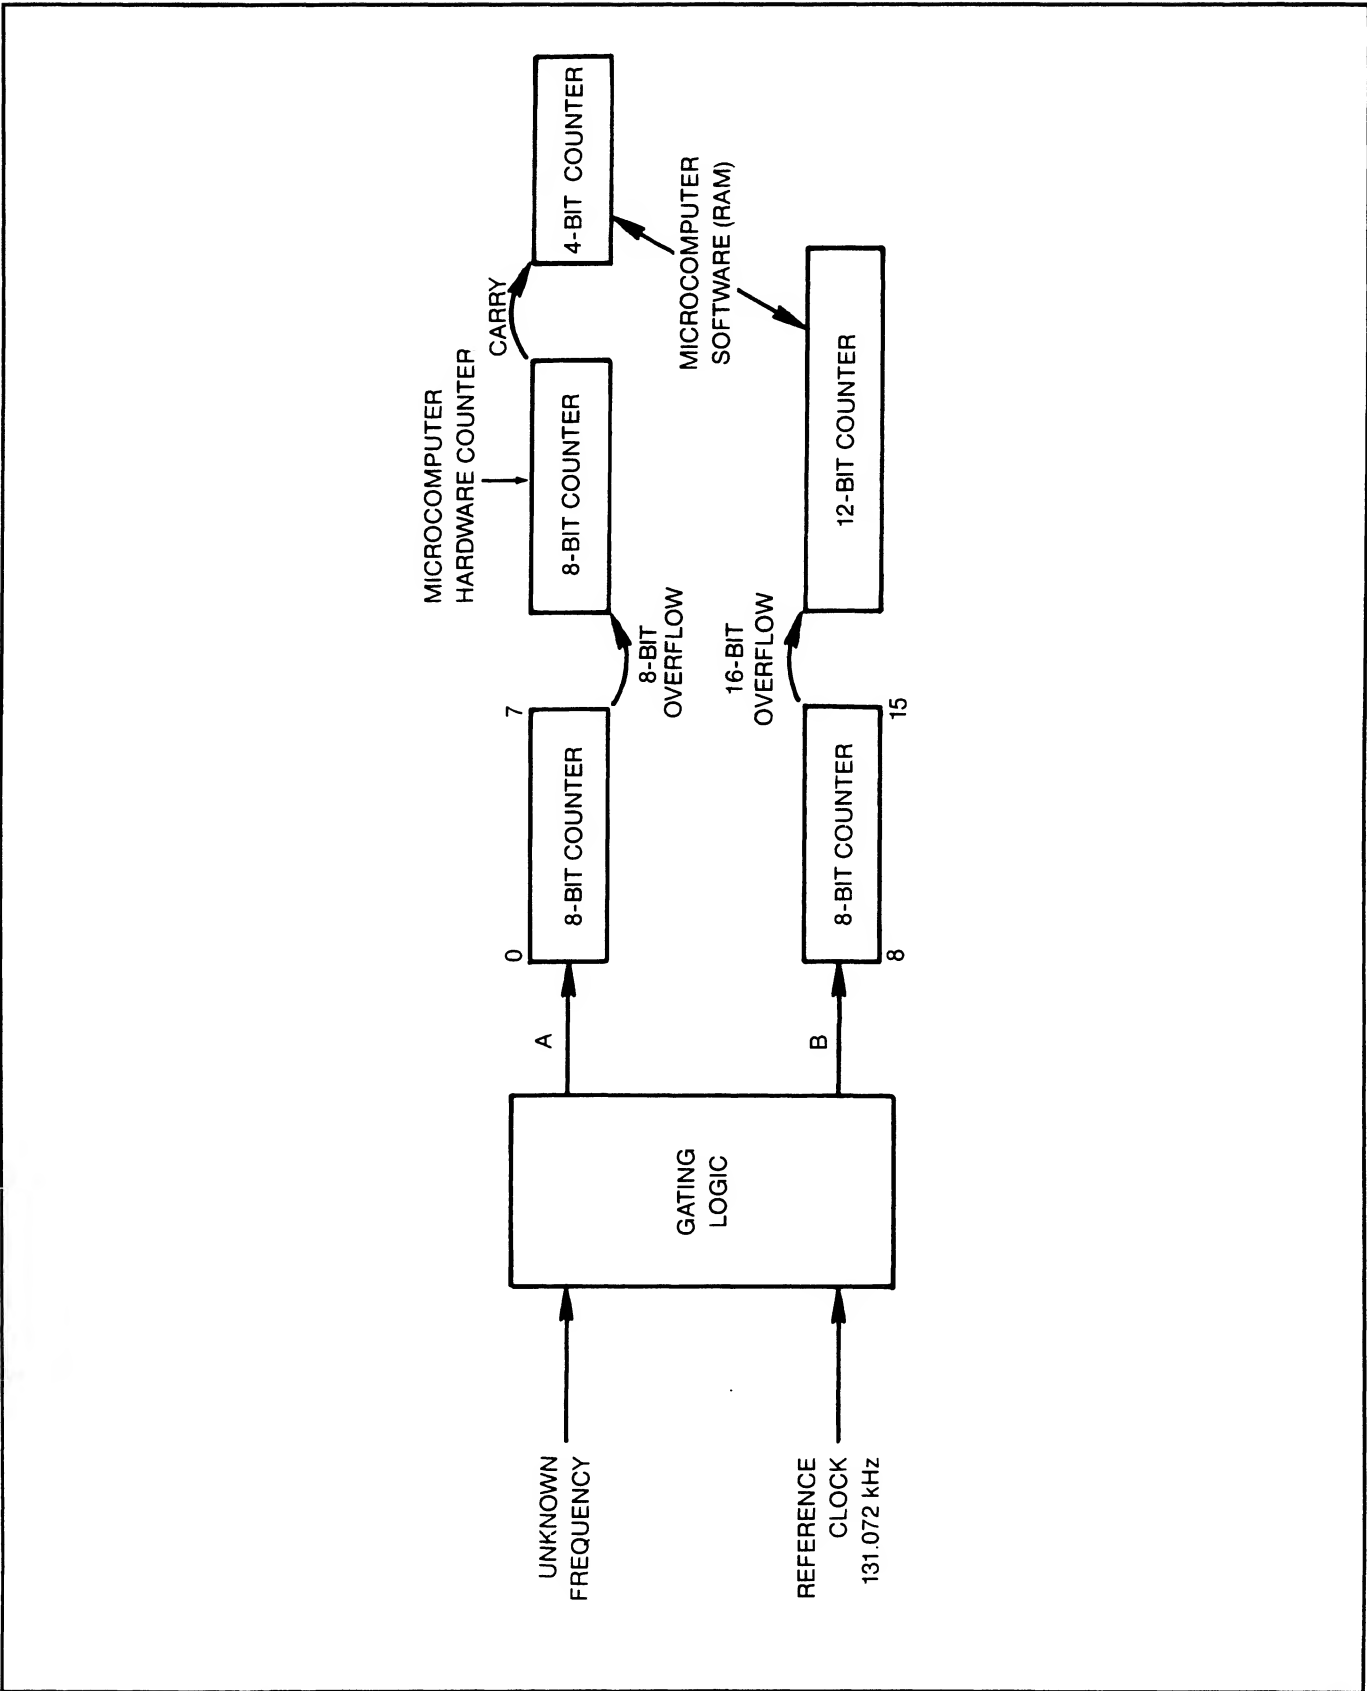 UNKNOWN
FREQUENCY
REFERENCE
CLOCK
131.072 kHz
GATING
LOGIC
A
B
0
7
8-BIT COUNTER
8-BIT
OVERFLOW
MICROCOMPUTER
HARDWARE COUNTER
8-BIT COUNTER
CARRY
4-BIT COUNTER
MICROCOMPUTER
SOFTWARE (RAM)
8-BIT COUNTER
8
15
16-BIT
OVERFLOW
12-BIT COUNTER